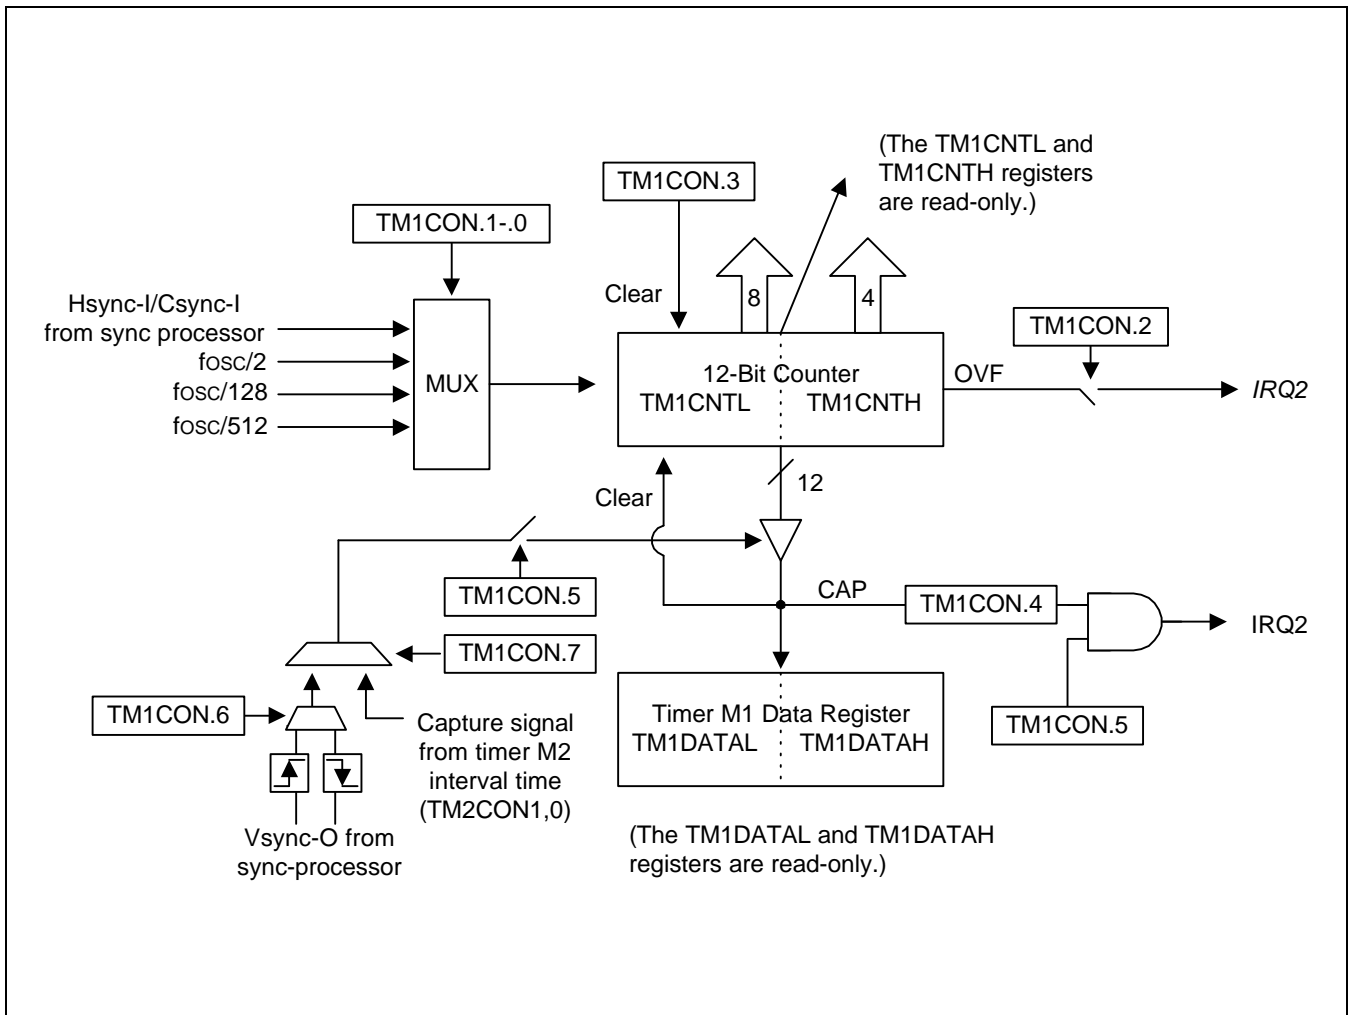 (The TM1CNTL and
TM1CNTH registers
are read-only.)
TM1CON.3
TM1CON.1-.0
Clear
8
4
Hsync-I/Csync-I
from sync processor
fosc/2
fosc/128
fosc/512
MUX
12-Bit Counter
TM1CNTL TM1CNTH
OVF
TM1CON.2
IRQ2
12
Clear
TM1CON.5
CAP
TM1CON.4
IRQ2
TM1CON.7
TM1CON.6
Capture signal
from timer M2
interval time
(TM2CON1,0)
Timer M1 Data Register
TM1DATAL TM1DATAH
TM1CON.5
Vsync-O from
sync-processor
(The TM1DATAL and TM1DATAH
registers are read-only.)